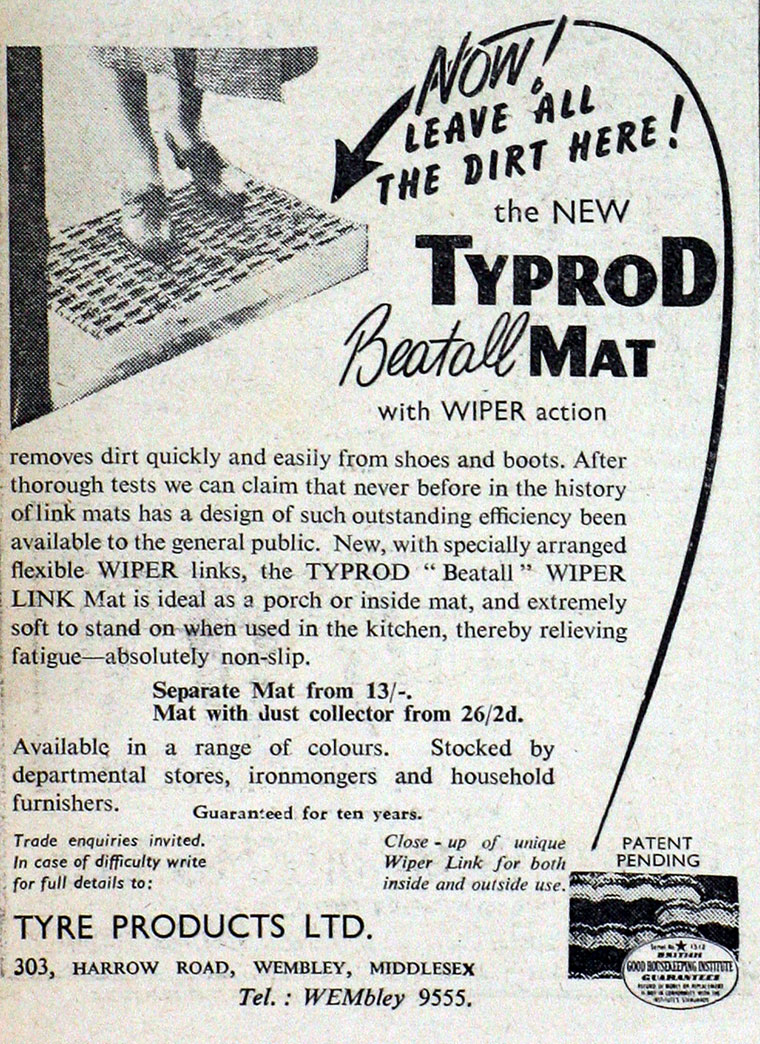 NOW!
LEAVE ALL
THE DIRT HERE!
the NEW
TYPROD
Beatall MAT
with WIPER action
removes dirt quickly and easily from shoes and boots. After
thorough tests we can claim that never before in the history
of link mats has a design of such outstanding efficiency been
available to the general public. New, with specially arranged
flexible WIPER links, the TYPROD “Beatall” WIPER
LINK Mat is ideal as a porch or inside mat, and extremely
soft to stand on when used in the kitchen, thereby relieving
fatigue—absolutely non-slip.
Separate Mat from 13/-.
Mat with dust collector from 26/2d.
Available in a range of colours. Stocked by
departmental stores, ironmongers and household
furnishers.
Guaranteed for ten years.
Trade enquiries invited.
In case of difficulty write
for full details to:
Close-up of unique
Wiper Link for both
inside and outside use.
PATENT
PENDING
TYRE PRODUCTS LTD.
303, HARROW ROAD, WEMBLEY, MIDDLESEX
Tel.: WEMbley 9555.
BRITISH
GOOD HOUSEKEEPING INSTITUTE
GUARANTEES